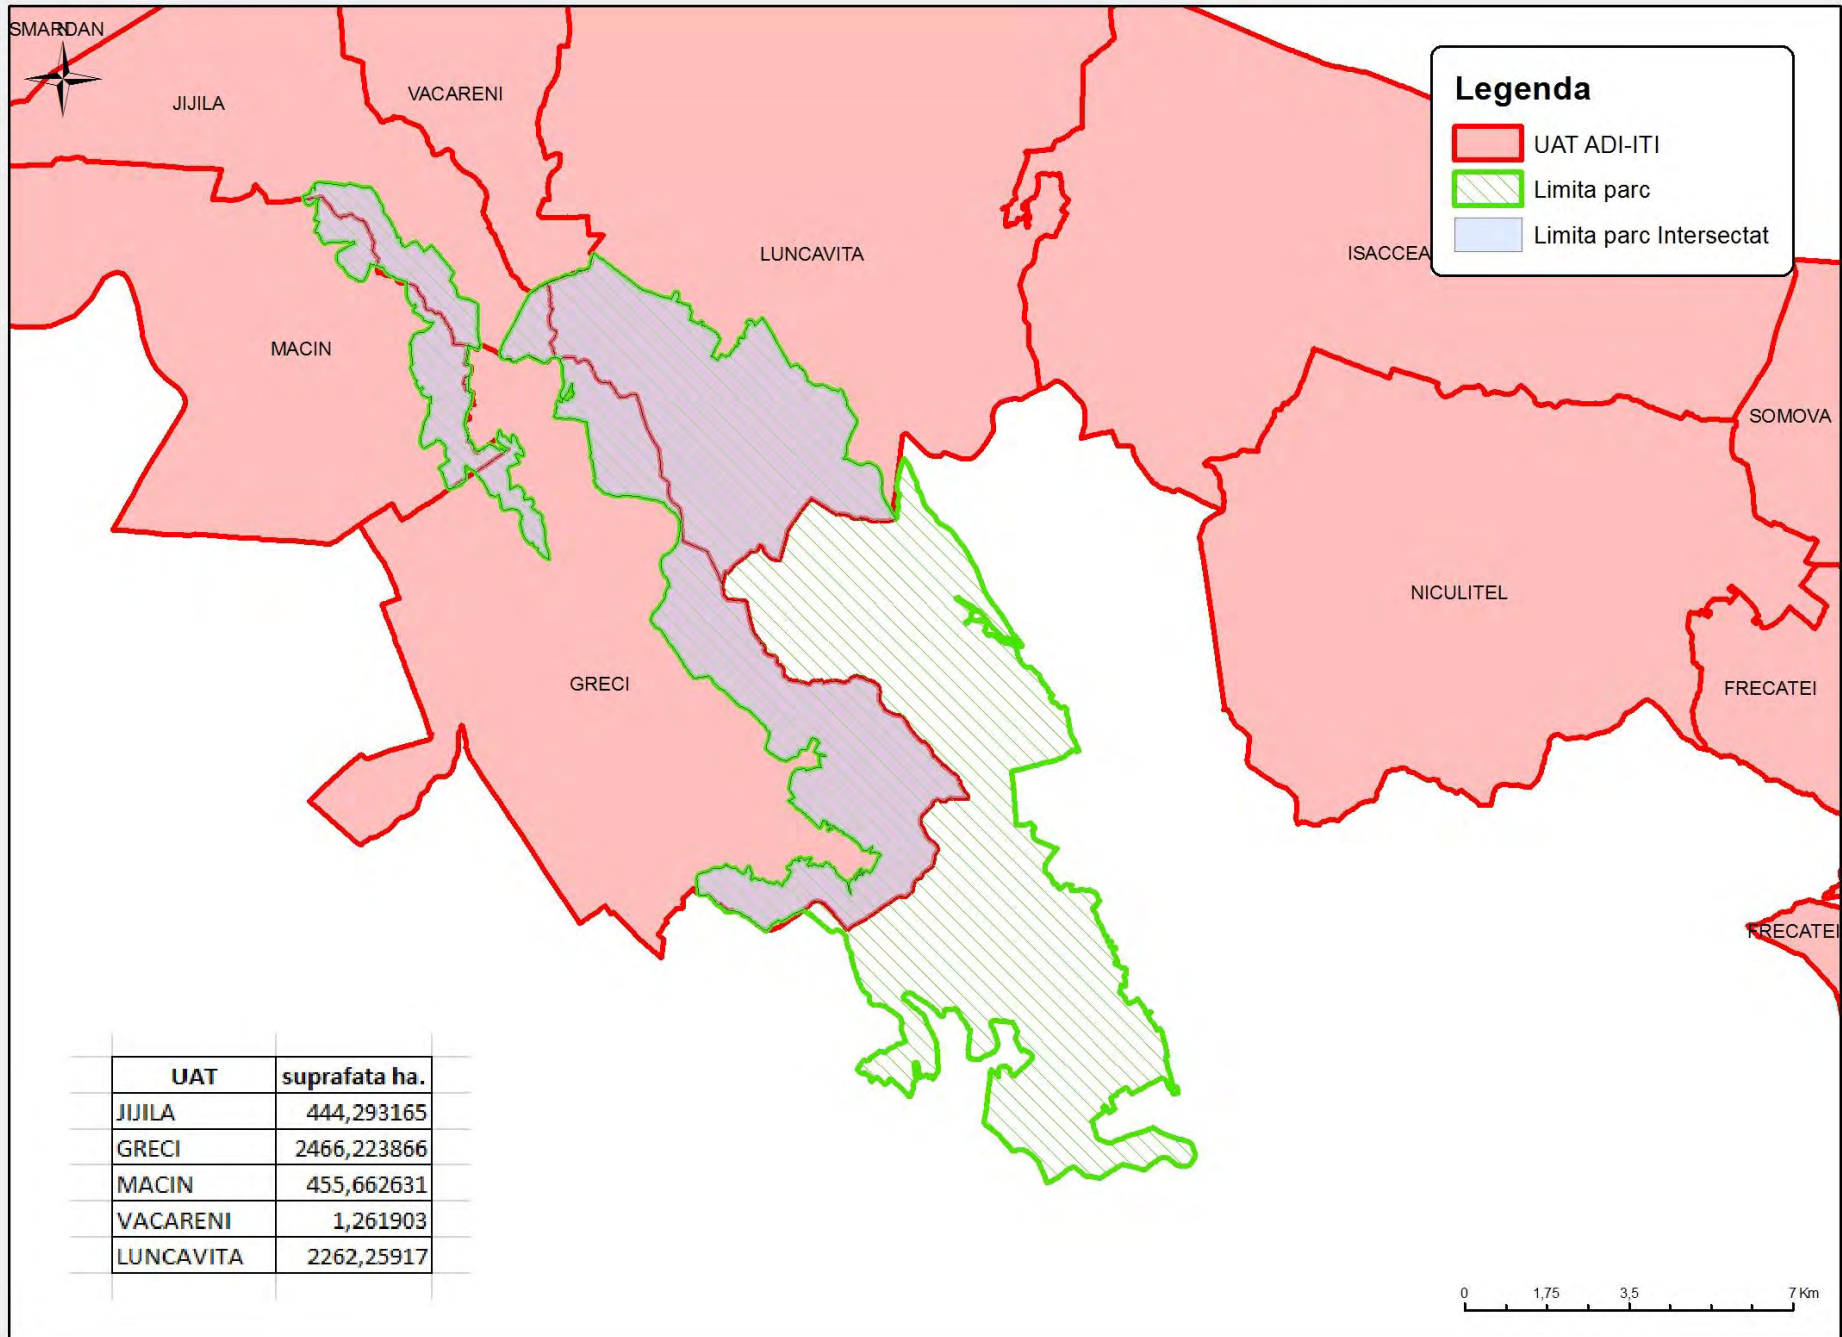 SMARDAN
N
JIJILA
VACARENI
LUNCAVITA
ISACCEA
Legenda
UAT ADI-ITI
Limita parc
Limita parc Intersectat
MACIN
SOMOVA
NICULITEL
GRECI
FRECATEI
FRECATEI
UAT suprafata ha.
JIJILA 444,293165
GRECI 2466,223866
MACIN 455,662631
VACARENI 1,261903
LUNCAVITA 2262,25917
0 1,75 3,5 7 Km